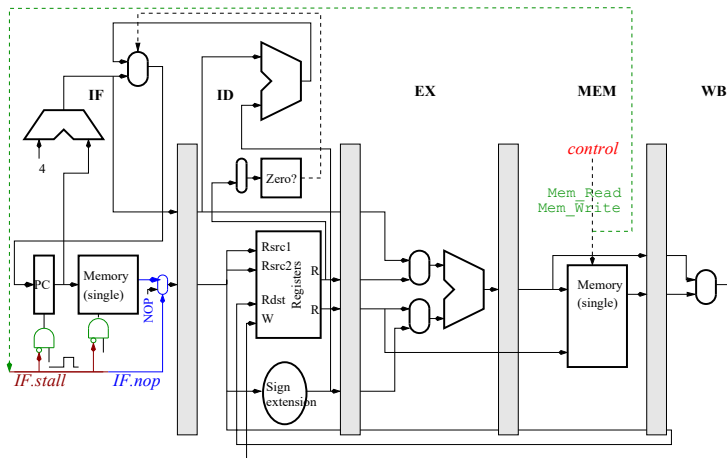 IF
ID
EX
MEM
WB
control
4
Zero?
Mem_Read
Mem_Write
PC
Memory
(single)
NOP
Rsrc1
Rsrc2
R
Rdst
R
W
Registers
Memory
(single)
IF.stall
IF.nop
Sign
extension